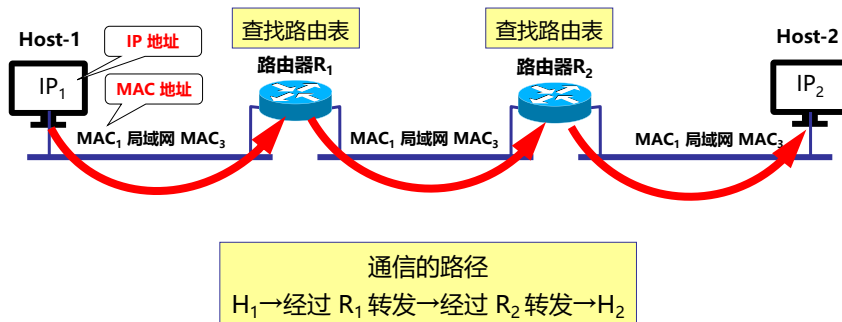 查找路由表
查找路由表
Host-1
IP 地址
路由器R₁
路由器R₂
Host-2
IP₁
MAC 地址
IP₂
MAC₁ 局域网 MAC₃
MAC₁ 局域网 MAC₃
MAC₁ 局域网 MAC₃
通信的路径
H₁→经过 R₁ 转发→经过 R₂ 转发→H₂